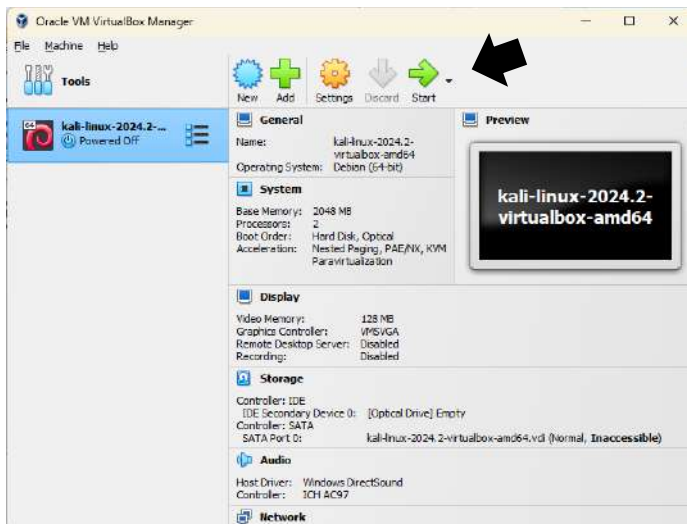 Oracle VM VirtualBox Manager
File Machine Help
Tools
New Add Settings Discard Start
64
kali-linux-2024.2-...
Powered Off
General
Name: kali-linux-2024.2-
virtualbox-amd64
Operating System: Debian (64-bit)
Preview
kali-linux-2024.2-
virtualbox-amd64
System
Base Memory: 2048 MB
Processors: 2
Boot Order: Hard Disk, Optical
Acceleration: Nested Paging, PAE/NX, KVM
Paravirtualization
Display
Video Memory: 128 MB
Graphics Controller: VMSVGA
Remote Desktop Server: Disabled
Recording: Disabled
Storage
Controller: IDE
IDE Secondary Device 0: [Optical Drive] Empty
Controller: SATA
SATA Port 0: kali-linux-2024.2-virtualbox-amd64.vdi (Normal, Inaccessible)
Audio
Host Driver: Windows DirectSound
Controller: ICH AC97
Network